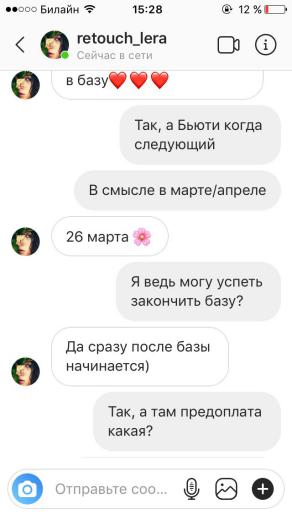 Билайн 15:28 12 %
retouch_lera
Сейчас в сети
в базу❤️❤️❤️
Так, а Бьюти когда
следующий
В смысле в марте/апреле
26 марта 🌸
Я ведь могу успеть
закончить базу?
Да сразу после базы
начинается)
Так, а там предоплата
какая?
Отправьте соо...